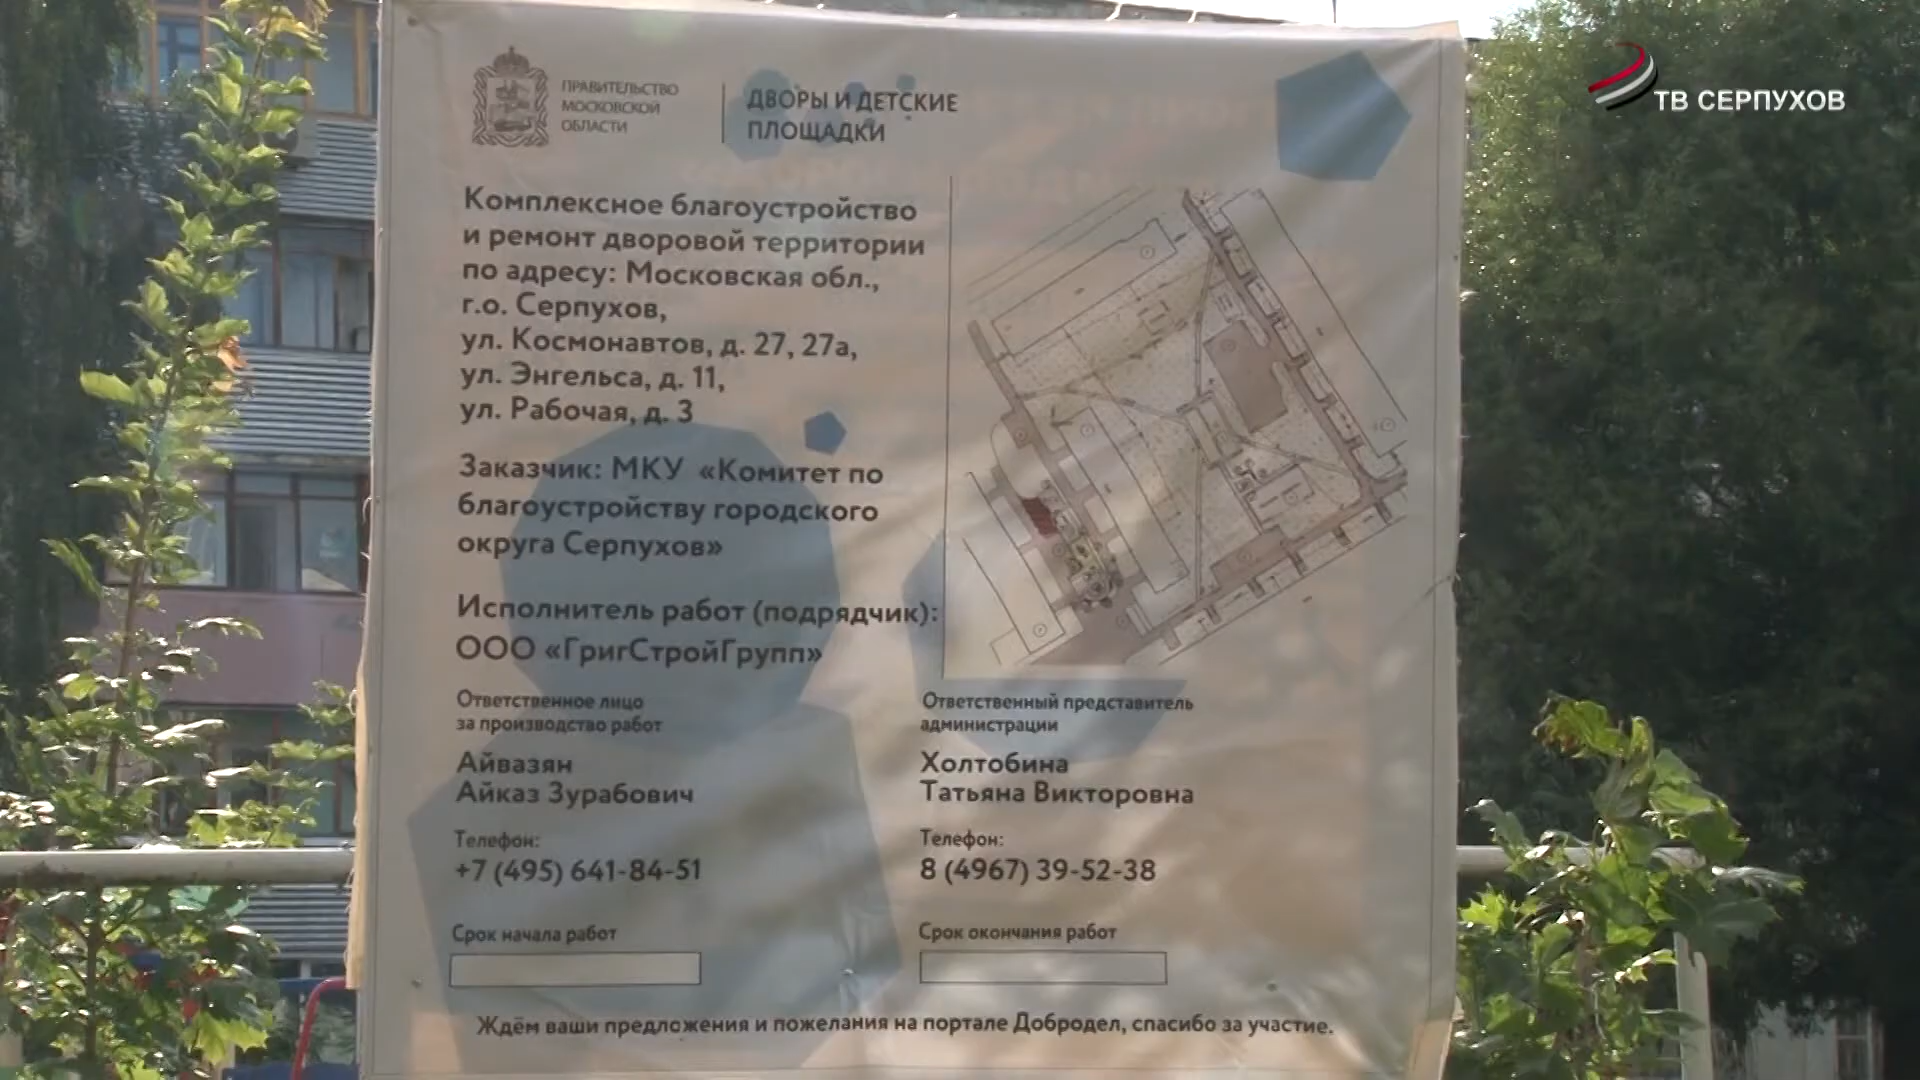 ПРАВИТЕЛЬСТВО
МОСКОВСКОЙ
ОБЛАСТИ
ДВОРЫ И ДЕТСКИЕ
ПЛОЩАДКИ
ТВ СЕРПУХОВ
Комплексное благоустройство
и ремонт дворовой территории
по адресу: Московская обл.,
г.о. Серпухов,
ул. Космонавтов, д. 27, 27а,
ул. Энгельса, д. 11,
ул. Рабочая, д. 3
Заказчик: МКУ «Комитет по
благоустройству городского
округа Серпухов»
Исполнитель работ (подрядчик):
ООО «ГригСтройГрупп»
Ответственное лицо
за производство работ
Айвазян
Айказ Зурабович
Телефон:
+7 (495) 641-84-51
Срок начала работ
Ответственный представитель
администрации
Холтобина
Татьяна Викторовна
Телефон:
8 (4967) 39-52-38
Срок окончания работ
Ждём ваши предложения и пожелания на портале Добродел, спасибо за участие.